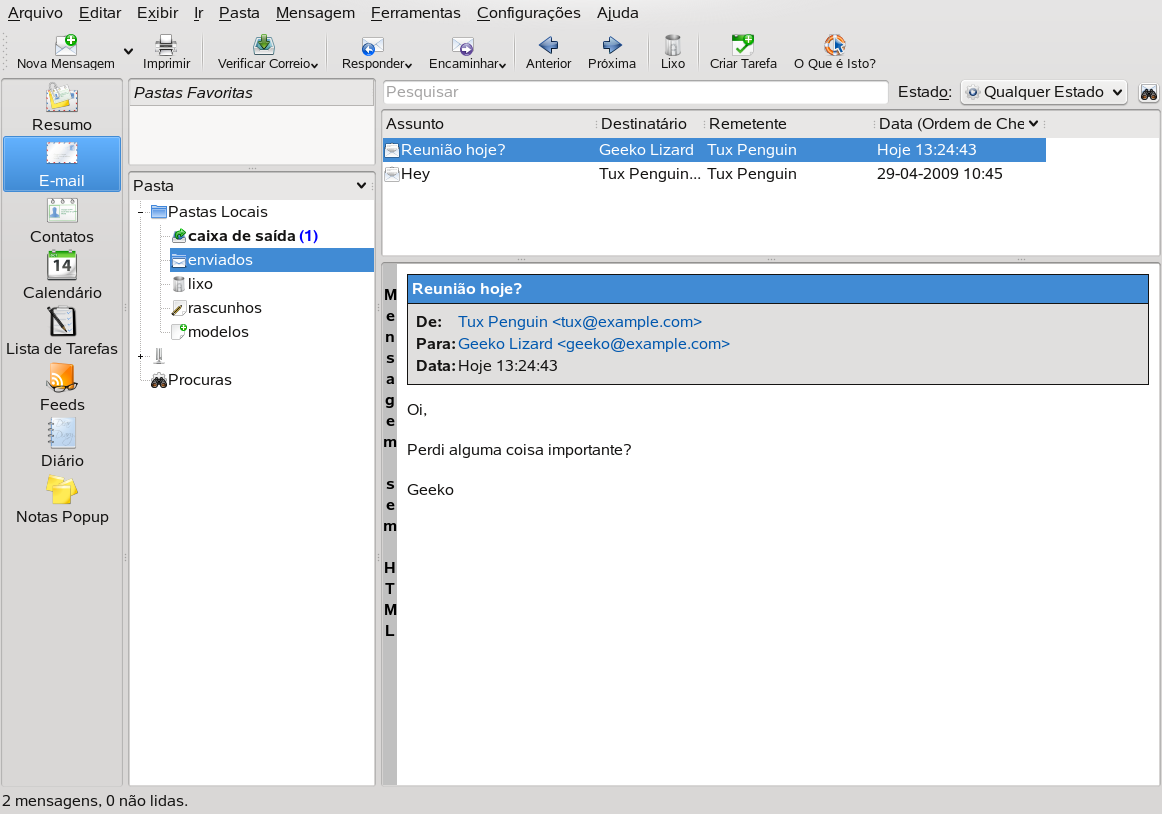 Arquivo Editar Exibir Ir Pasta Mensagem Ferramentas Configurações Ajuda
Nova Mensagem Imprimir Verificar Correio Responder Encaminhar Anterior Próxima Lixo Criar Tarefa O Que é Isto?
Resumo
E-mail
Contatos
14
Calendário
Lista de Tarefas
Feeds
Diário
Notas Popup
Pastas Favoritas
Pasta
Pastas Locais
caixa de saída (1)
enviados
lixo
rascunhos
modelos
Procuras
Pesquisar Estado: Qualquer Estado
Assunto Destinatário Remetente Data (Ordem de Che
Reunião hoje? Geeko Lizard Tux Penguin Hoje 13:24:43
Hey Tux Penguin... Tux Penguin 29-04-2009 10:45
Mensagem sem HTML
Reunião hoje?
De: Tux Penguin <tux@example.com>
Para: Geeko Lizard <geeko@example.com>
Data: Hoje 13:24:43
Oi,
Perdi alguma coisa importante?
Geeko
2 mensagens, 0 não lidas.